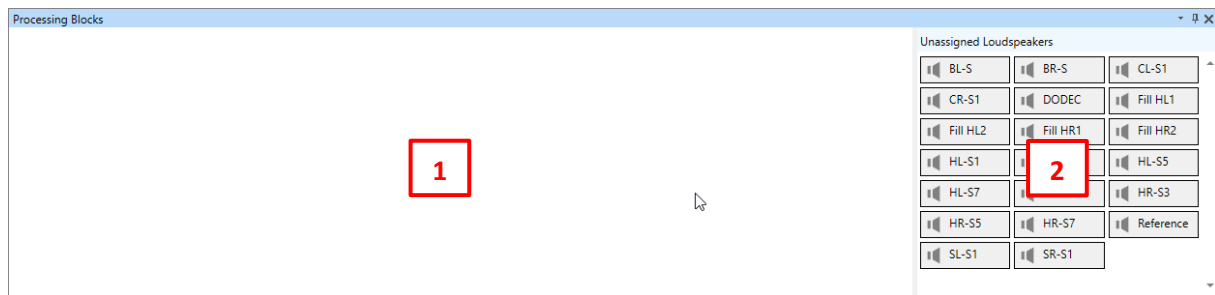 Processing Blocks
Unassigned Loudspeakers
BL-S BR-S CL-S1
CR-S1 DODEC Fill HL1
Fill HL2 Fill HR1 Fill HR2
1
HL-S1 2 HL-S5
HL-S7 HR-S3
HR-S5 HR-S7 Reference
SL-S1 SR-S1